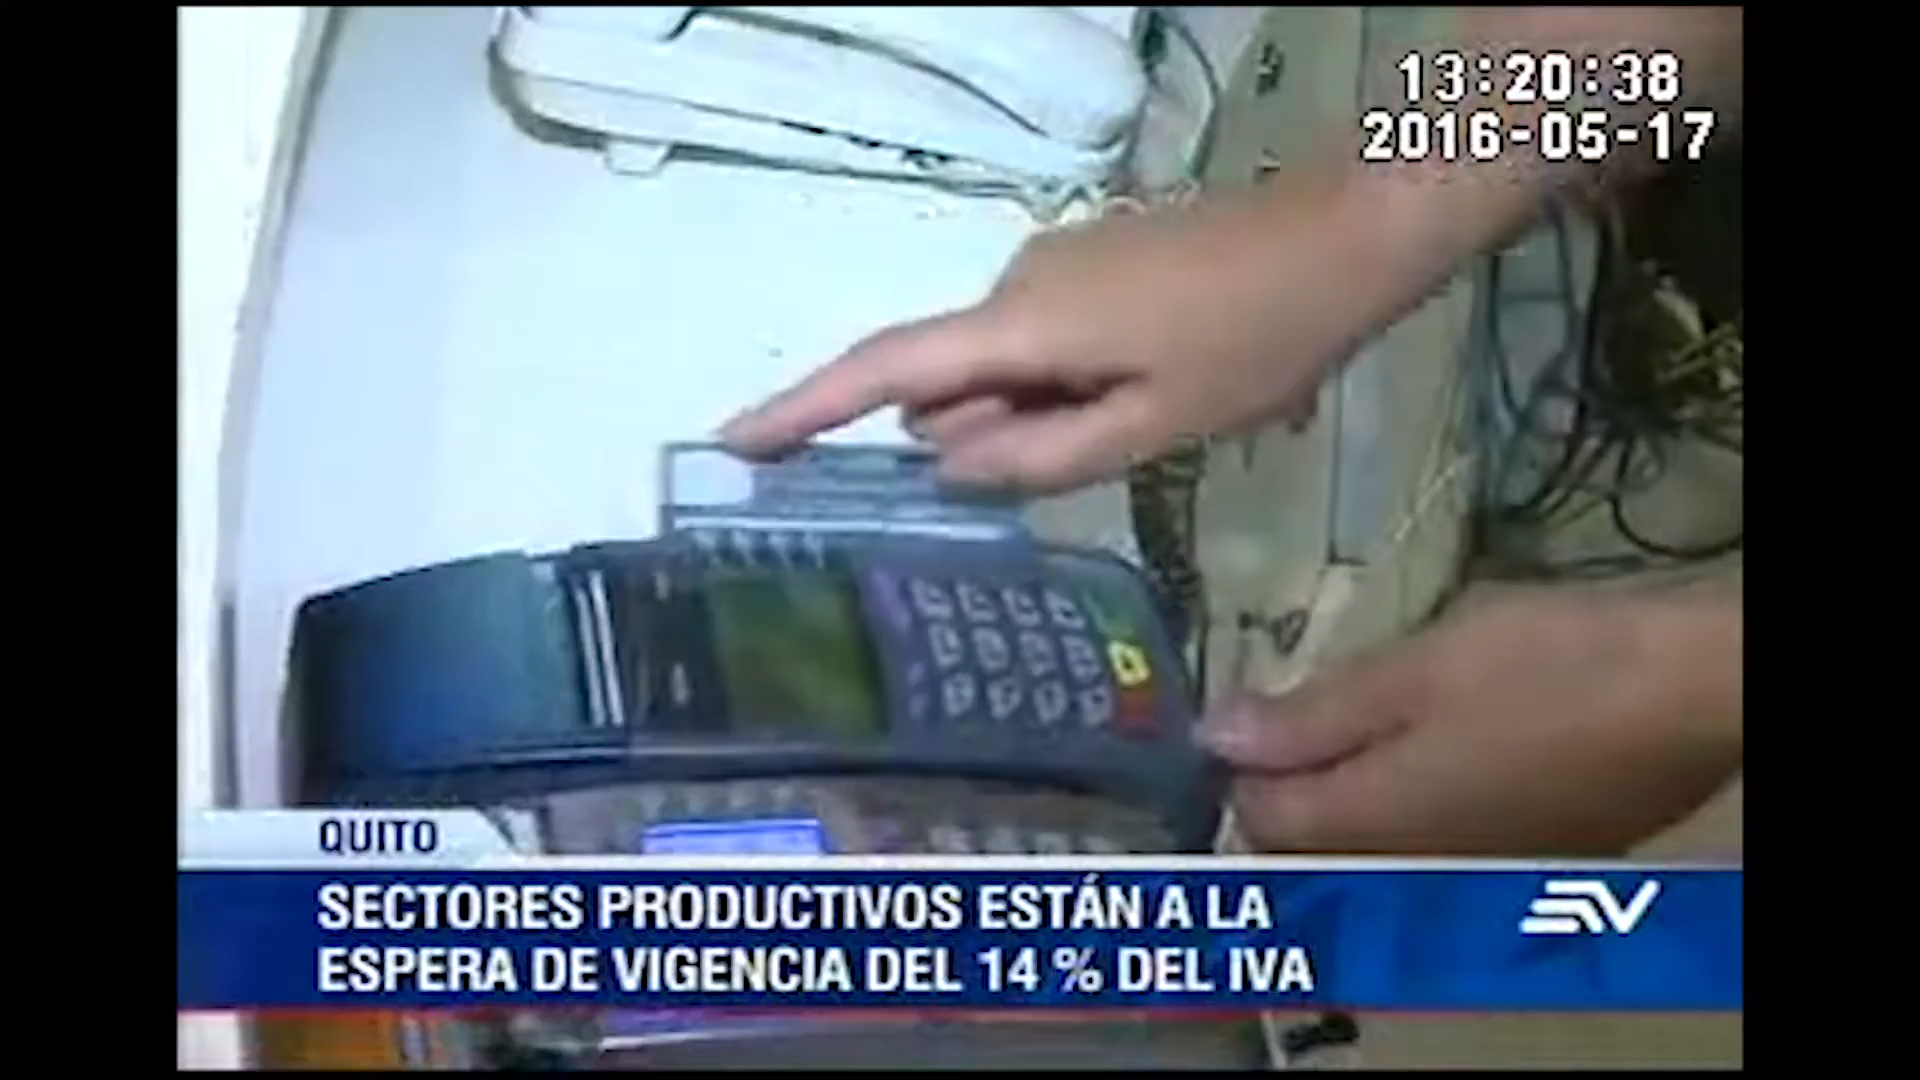 13:20:38
2016-05-17
QUITO
SECTORES PRODUCTIVOS ESTÁN A LA
ESPERA DE VIGENCIA DEL 14 % DEL IVA